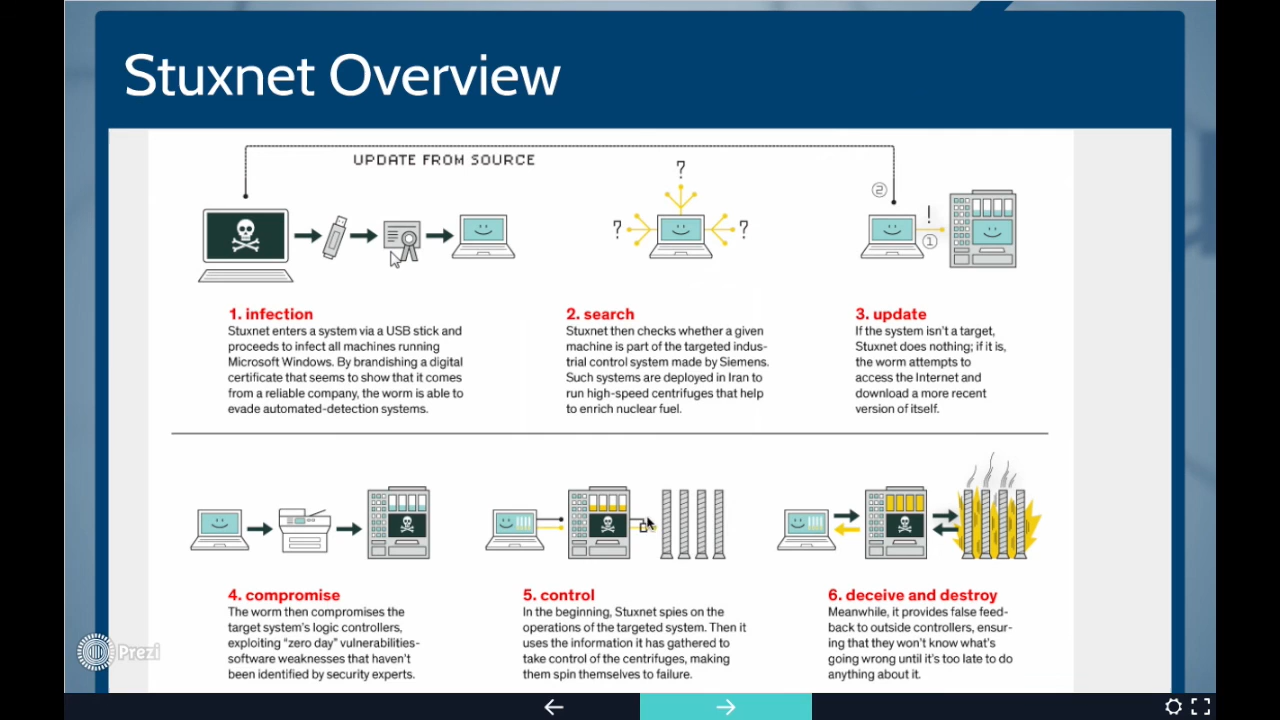 Stuxnet Overview
UPDATE FROM SOURCE
?
?
?
2
!
1
1. infection
Stuxnet enters a system via a USB stick and
proceeds to infect all machines running
Microsoft Windows. By brandishing a digital
certificate that seems to show that it comes
from a reliable company, the worm is able to
evade automated-detection systems.
2. search
Stuxnet then checks whether a given
machine is part of the targeted indus-
trial control system made by Siemens.
Such systems are deployed in Iran to
run high-speed centrifuges that help
to enrich nuclear fuel.
3. update
If the system isn't a target,
Stuxnet does nothing; if it is,
the worm attempts to
access the Internet and
download a more recent
version of itself.
4. compromise
The worm then compromises the
target system's logic controllers,
exploiting "zero day" vulnerabilities-
software weaknesses that haven't
been identified by security experts.
5. control
In the beginning, Stuxnet spies on the
operations of the targeted system. Then it
uses the information it has gathered to
take control of the centrifuges, making
them spin themselves to failure.
6. deceive and destroy
Meanwhile, it provides false feed-
back to outside controllers, ensur-
ing that they won't know what's
going wrong until it's too late to do
anything about it.
Prezi